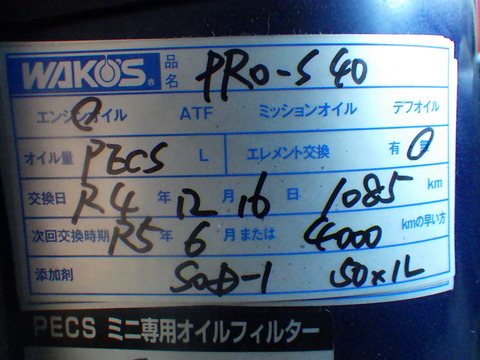 WAKO'S® 品名 PRO-S 40
エンジンオイル ATF ミッションオイル デフオイル
オイル量 PECS L エレメント交換 有 無
交換日 R4 年 12 月 16 日 1085 km
次回交換時期 R5 年 6 月または 4000 kmの早い方
添加剤 SOD-1 50×1L
PECS ミニ専用オイルフィルター